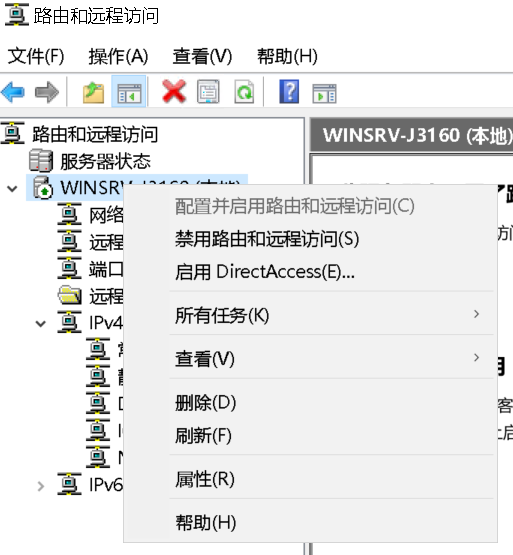 路由和远程访问
文件(F) 操作(A) 查看(V) 帮助(H)
路由和远程访问
WINSRV-J3160 (本地)
服务器状态
WINSRV-J3160 (本地)
配置并启用路由和远程访问(C)
网络
禁用路由和远程访问(S)
远程
启用 DirectAccess(E)...
端口
远程
所有任务(K)
IPv4
查看(V)
删除(D)
刷新(F)
属性(R)
IPv6
帮助(H)